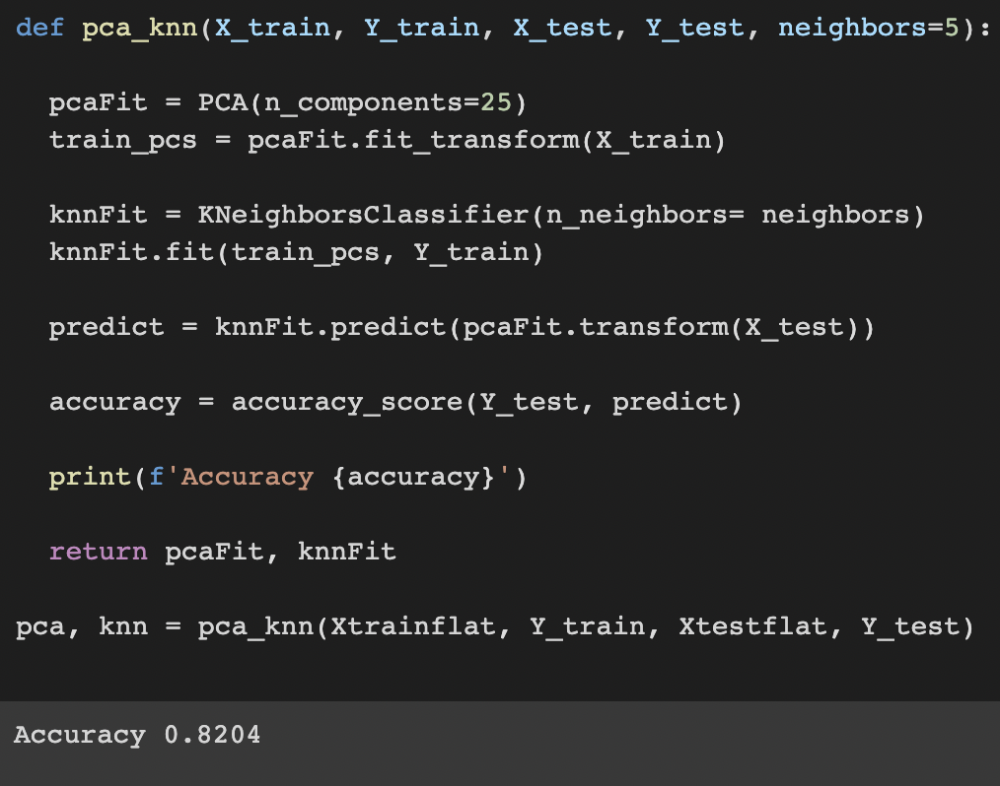 def pca_knn(X_train, Y_train, X_test, Y_test, neighbors=5):
  pcaFit = PCA(n_components=25)
  train_pcs = pcaFit.fit_transform(X_train)
  knnFit = KNeighborsClassifier(n_neighbors= neighbors)
  knnFit.fit(train_pcs, Y_train)
  predict = knnFit.predict(pcaFit.transform(X_test))
  accuracy = accuracy_score(Y_test, predict)
  print(f'Accuracy {accuracy}')
  return pcaFit, knnFit
pca, knn = pca_knn(Xtrainflat, Y_train, Xtestflat, Y_test)
Accuracy 0.8204